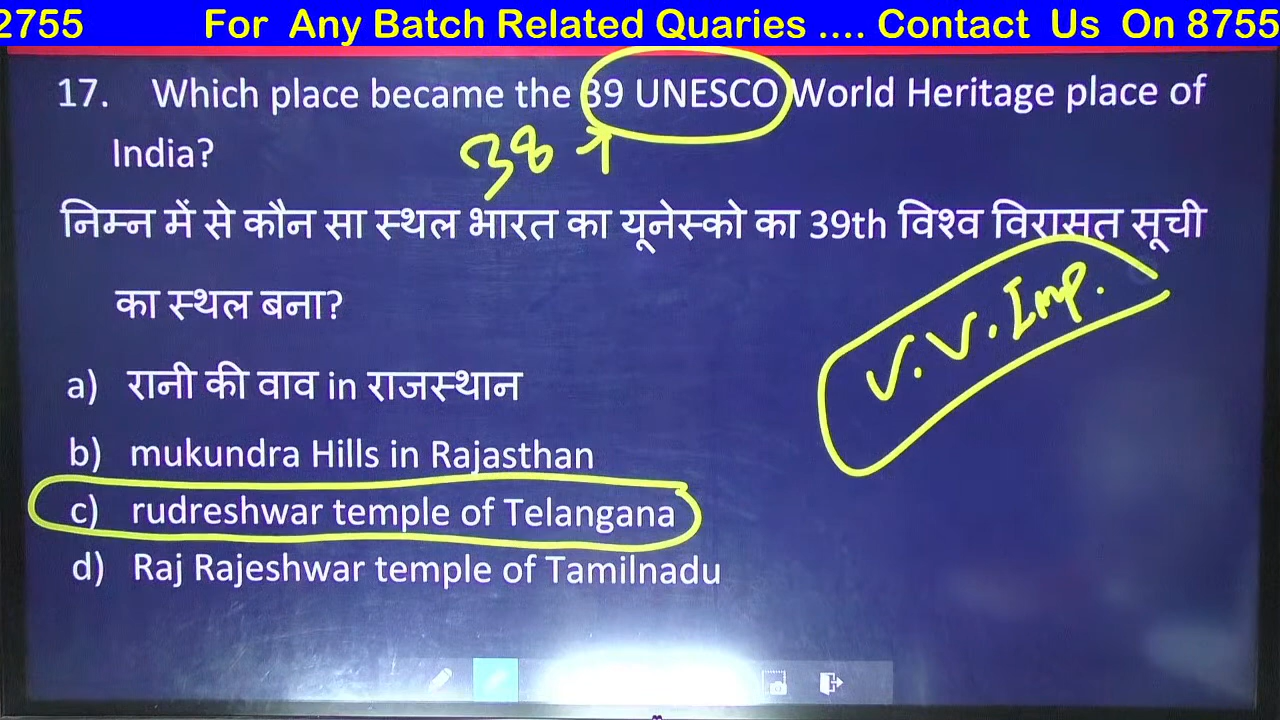 2755 For Any Batch Related Quaries .... Contact Us On 8755
17. Which place became the 39 UNESCO World Heritage place of
India?
38
निम्न में से कौन सा स्थल भारत का यूनेस्को का 39th विश्व विरासत सूची
का स्थल बना?
V. V. Imp.
a) रानी की वाव in राजस्थान
b) mukundra Hills in Rajasthan
c) rudreshwar temple of Telangana
d) Raj Rajeshwar temple of Tamilnadu